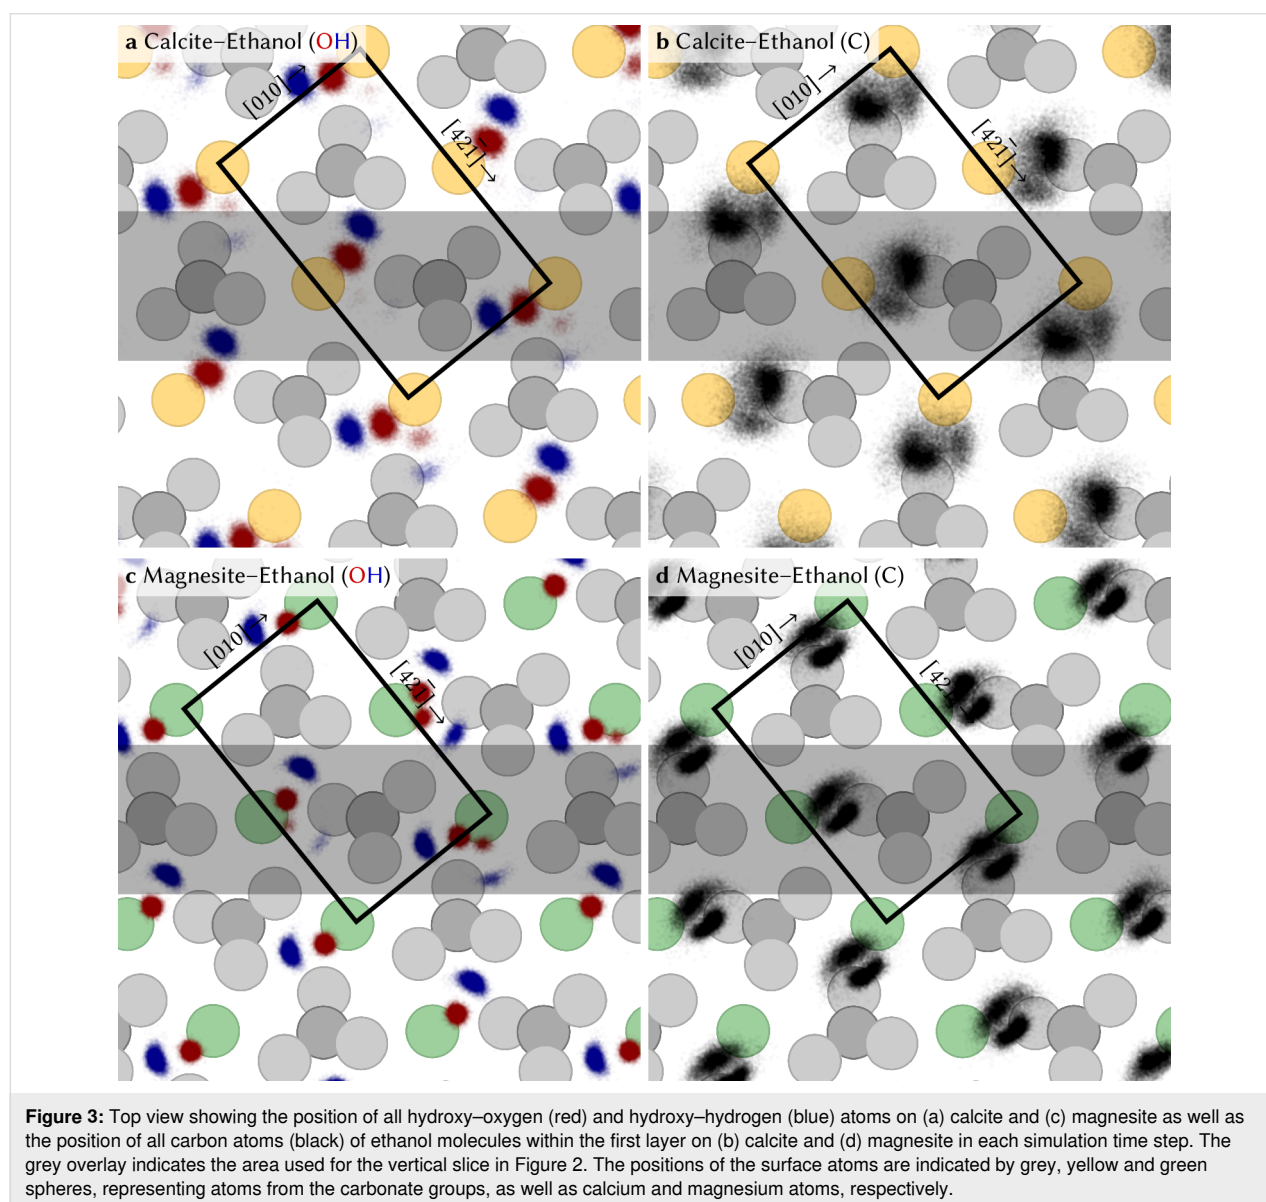 a Calcite–Ethanol (OH)
b Calcite–Ethanol (C)
[010]→
[421̄]→
[010]→
[421̄]→
c Magnesite–Ethanol (OH)
d Magnesite–Ethanol (C)
[010]→
[421̄]→
[010]→
Figure 3: Top view showing the position of all hydroxy–oxygen (red) and hydroxy–hydrogen (blue) atoms on (a) calcite and (c) magnesite as well as
the position of all carbon atoms (black) of ethanol molecules within the first layer on (b) calcite and (d) magnesite in each simulation time step. The
grey overlay indicates the area used for the vertical slice in Figure 2. The positions of the surface atoms are indicated by grey, yellow and green
spheres, representing atoms from the carbonate groups, as well as calcium and magnesium atoms, respectively.